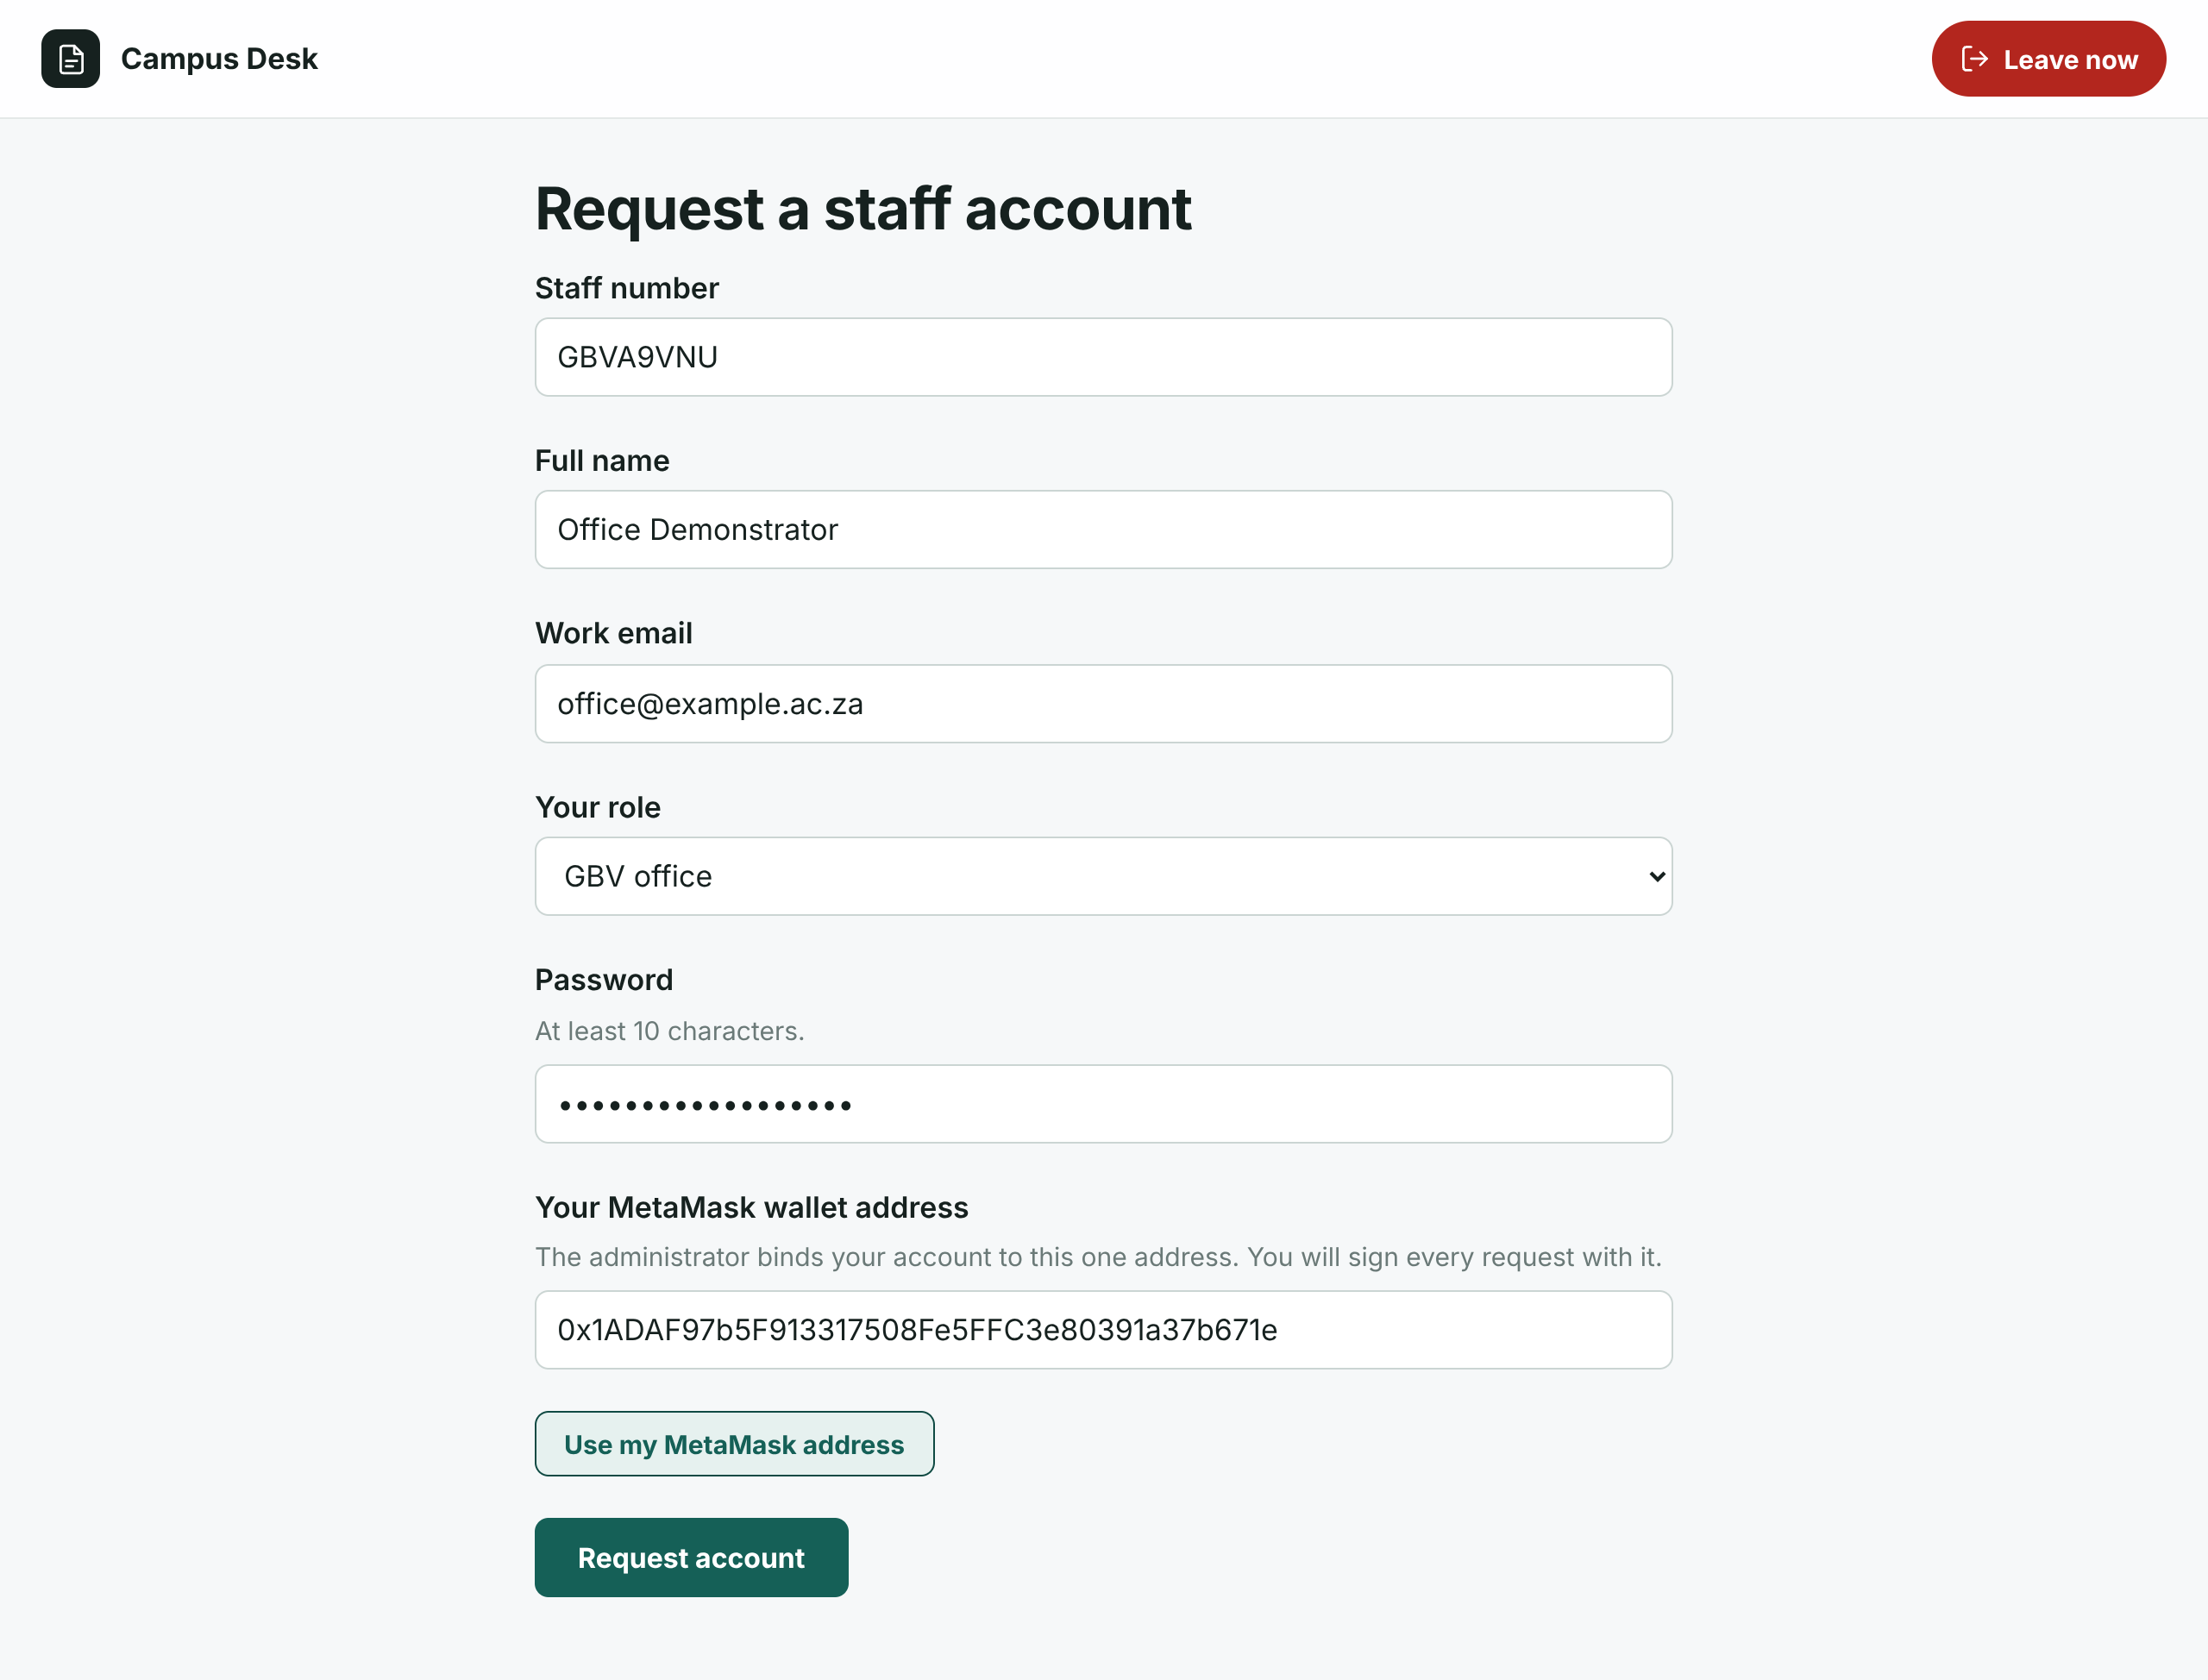 Campus Desk
Leave now
Request a staff account
Staff number
GBVA9VNU
Full name
Office Demonstrator
Work email
office@example.ac.za
Your role
GBV office
Password
At least 10 characters.
••••••••••••••••••
Your MetaMask wallet address
The administrator binds your account to this one address. You will sign every request with it.
0x1ADAF97b5F913317508Fe5FFC3e80391a37b671e
Use my MetaMask address
Request account